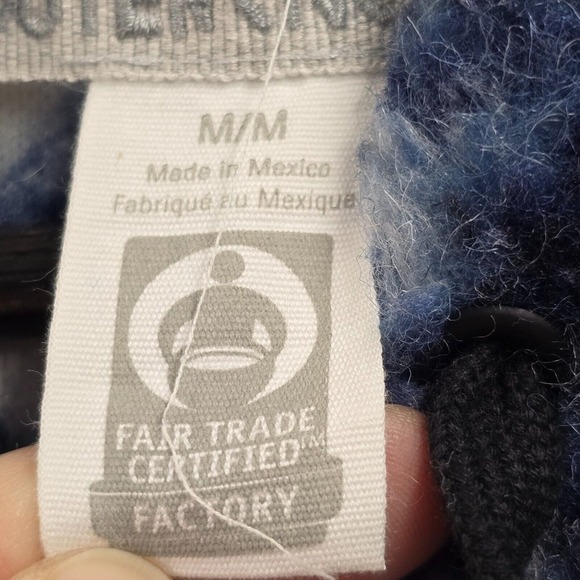 M/M
Made in Mexico
Fabriqué au Mexique
FAIR TRADE
CERTIFIED™
FACTORY